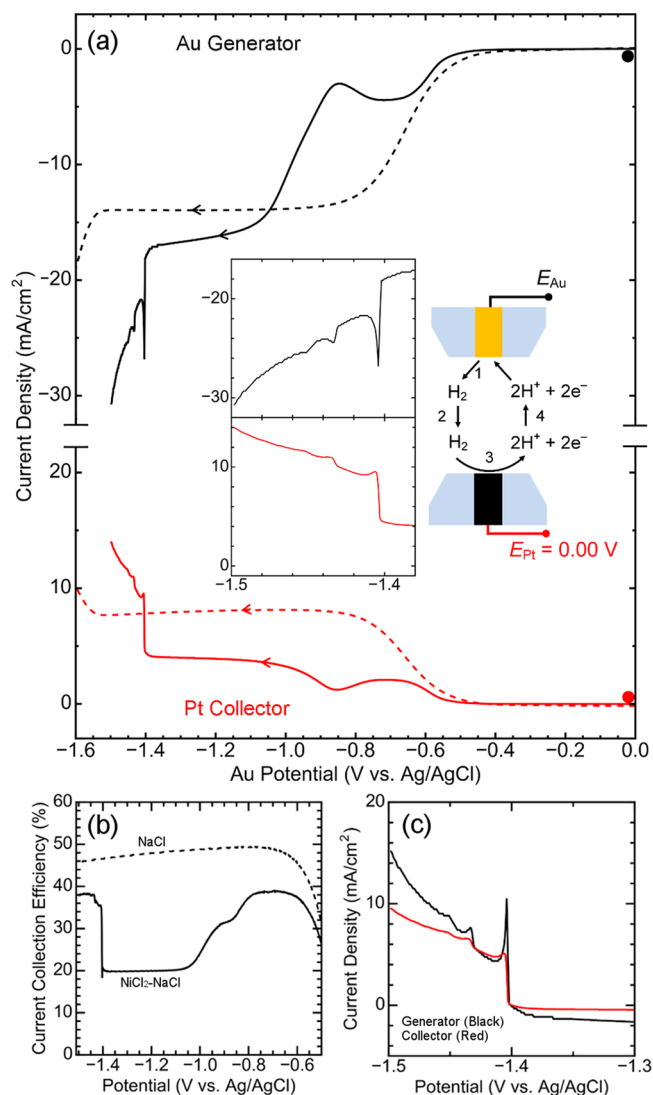 (a)
Au Generator
0
−10
−20
−30
20
10
0
Current Density (mA/cm²)
−20
−30
10
0
−1.5
−1.4
E_Au
1
H₂
2H⁺ + 2e⁻
2
4
H₂
2H⁺ + 2e⁻
3
E_Pt = 0.00 V
Pt Collector
−1.6 −1.4 −1.2 −1.0 −0.8 −0.6 −0.4 −0.2 0.0
Au Potential (V vs. Ag/AgCl)
(b)
60
50
40
30
20
10
0
Current Collection Efficiency (%)
NaCl
NiCl₂-NaCl
−1.4 −1.2 −1.0 −0.8 −0.6
Potential (V vs. Ag/AgCl)
(c)
20
10
0
Current Density (mA/cm²)
Generator (Black)
Collector (Red)
−1.5 −1.4 −1.3
Potential (V vs. Ag/AgCl)